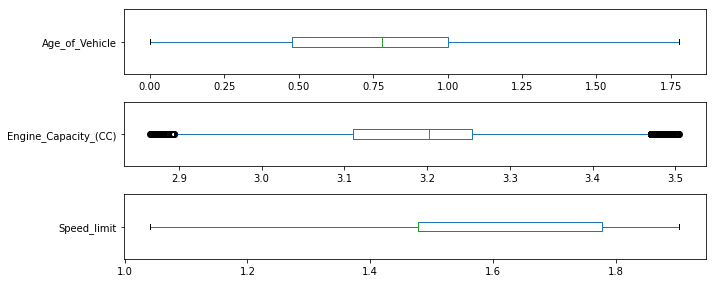 Age_of_Vehicle
0.00 0.25 0.50 0.75 1.00 1.25 1.50 1.75
Engine_Capacity_(CC)
2.9 3.0 3.1 3.2 3.3 3.4 3.5
Speed_limit
1.0 1.2 1.4 1.6 1.8